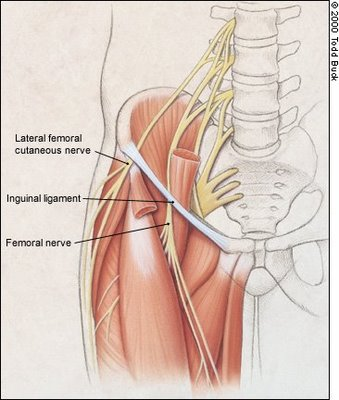 © 2000 Todd Buck
Lateral femoral
cutaneous nerve
Inguinal ligament
Femoral nerve